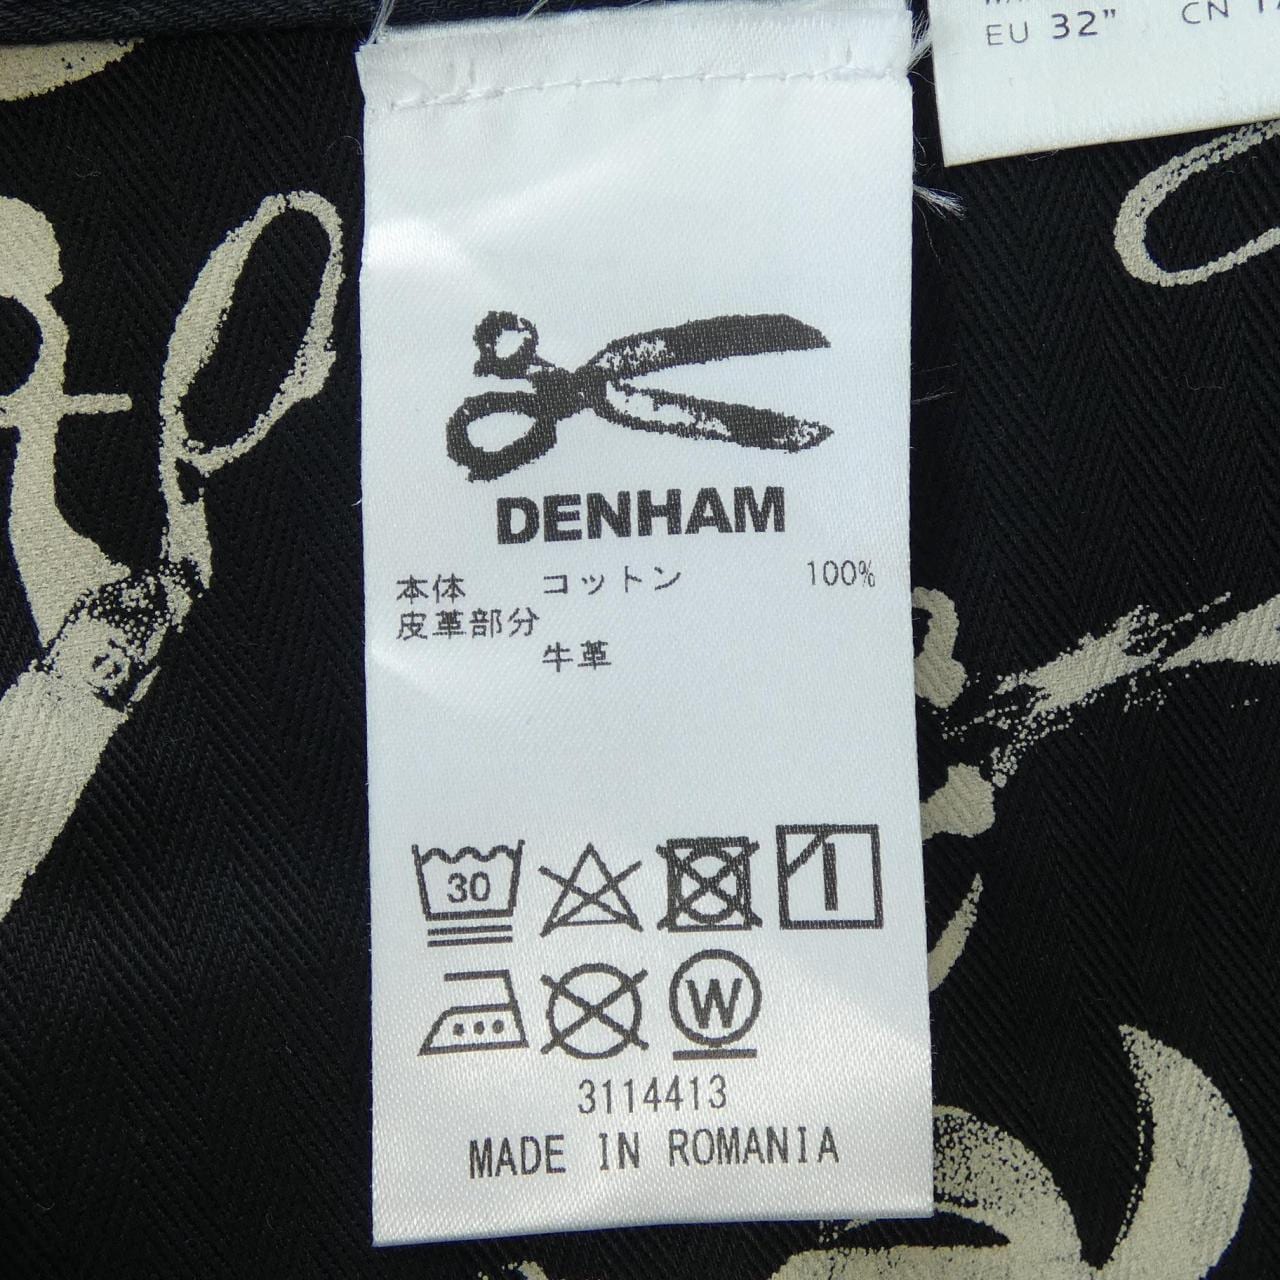 EU 32" CN
DENHAM
本体 コットン 100%
皮革部分
牛革
30
W
3114413
MADE IN ROMANIA